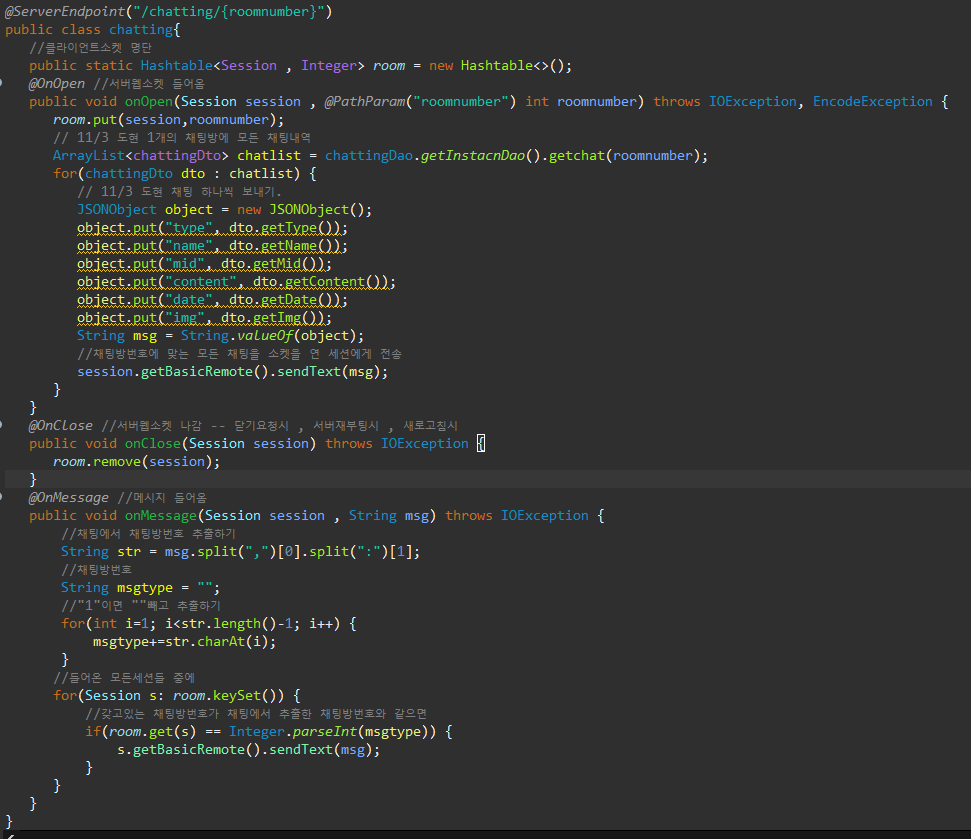 @ServerEndpoint("/chatting/{roomnumber}")
public class chatting{
//클라이언트소켓 명단
public static Hashtable<Session , Integer> room = new Hashtable<>();
@OnOpen //서버웹소켓 들어옴
public void onOpen(Session session , @PathParam("roomnumber") int roomnumber) throws IOException, EncodeException {
room.put(session,roomnumber);
// 11/3 도현 1개의 채팅방에 모든 채팅내역
ArrayList<chattingDto> chatlist = chattingDao.getInstacnDao().getchat(roomnumber);
for(chattingDto dto : chatlist) {
// 11/3 도현 채팅 하나씩 보내기.
JSONObject object = new JSONObject();
object.put("type", dto.getType());
object.put("name", dto.getName());
object.put("mid", dto.getMid());
object.put("content", dto.getContent());
object.put("date", dto.getDate());
object.put("img", dto.getImg());
String msg = String.valueOf(object);
//채팅방번호에 맞는 모든 채팅을 소켓을 연 세션에게 전송
session.getBasicRemote().sendText(msg);
}
}
@OnClose //서버웹소켓 나감 -- 닫기요청시 , 서버재부팅시 , 새로고침시
public void onClose(Session session) throws IOException {
room.remove(session);
}
@OnMessage //메시지 들어옴
public void onMessage(Session session , String msg) throws IOException {
//채팅에서 채팅방번호 추출하기
String str = msg.split(",")[0].split(":")[1];
//채팅방번호
String msgtype = "";
//"1"이면 ""빼고 추출하기
for(int i=1; i<str.length()-1; i++) {
msgtype+=str.charAt(i);
}
//들어온 모든세션들 중에
for(Session s: room.keySet()) {
//갖고있는 채팅방번호가 채팅에서 추출한 채팅방번호와 같으면
if(room.get(s) == Integer.parseInt(msgtype)) {
s.getBasicRemote().sendText(msg);
}
}
}
}